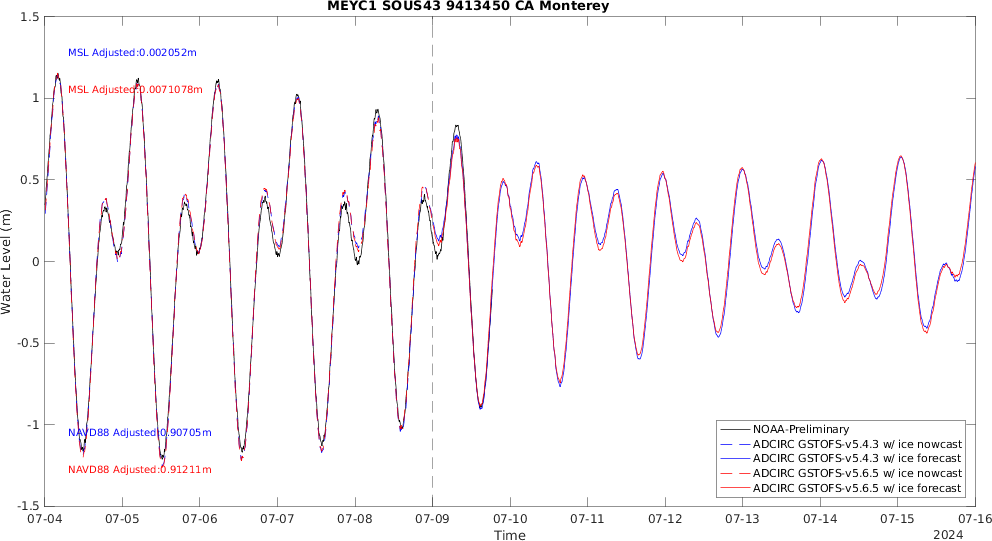 MEYC1 SOUS43 9413450 CA Monterey
1.5
MSL Adjusted:0.002052m
1
MSL Adjusted:0.0071078m
0.5
0
Water Level (m)
-0.5
-1
NAVD88 Adjusted:0.90705m
NAVD88 Adjusted:0.91211m
-1.5
NOAA-Preliminary
ADCIRC GSTOFS-v5.4.3 w/ ice nowcast
ADCIRC GSTOFS-v5.4.3 w/ ice forecast
ADCIRC GSTOFS-v5.6.5 w/ ice nowcast
ADCIRC GSTOFS-v5.6.5 w/ ice forecast
07-04 07-05 07-06 07-07 07-08 07-09 07-10 07-11 07-12 07-13 07-14 07-15 07-16
Time
2024